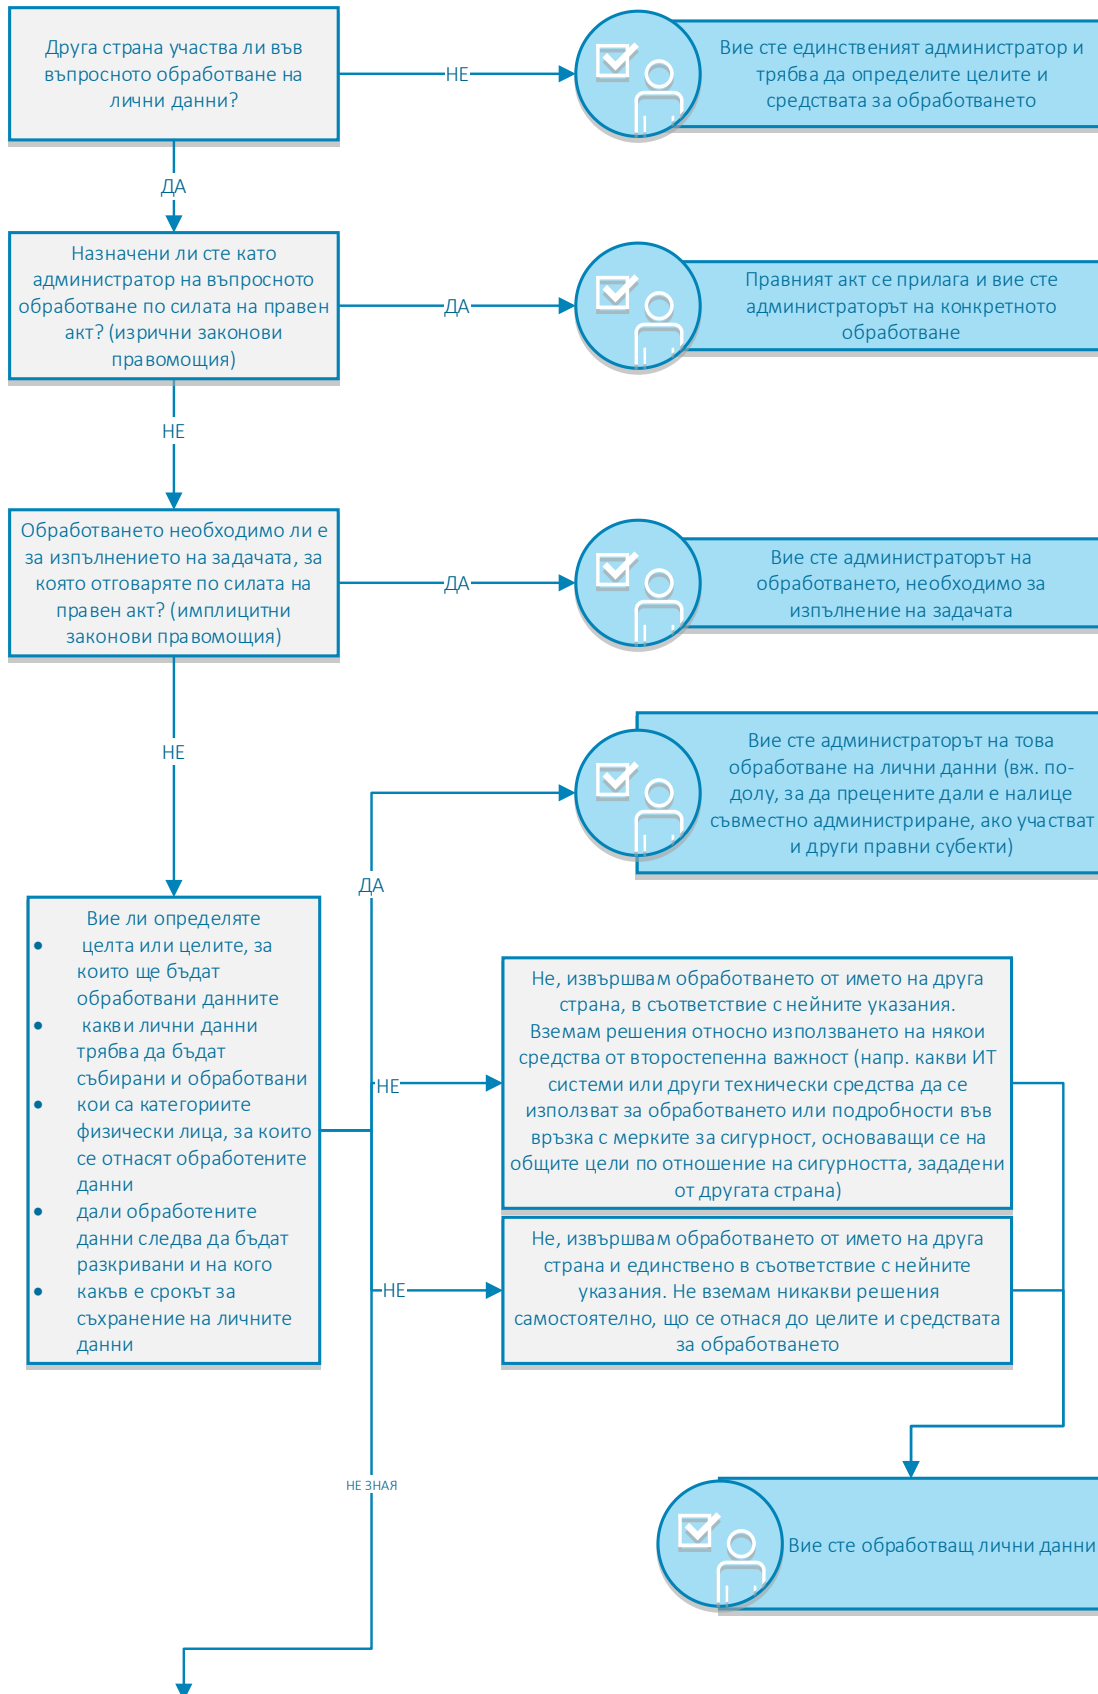 Друга страна участва ли във
въпросното обработване на
лични данни?
НЕ
Вие сте единственият администратор и
трябва да определите целите и
средствата за обработването
ДА
Назначени ли сте като
администратор на въпросното
обработване по силата на правен
акт? (изрични законови
правомощия)
ДА
Правният акт се прилага и вие сте
администраторът на конкретното
обработване
НЕ
Обработването необходимо ли е
за изпълнението на задачата, за
която отговаряте по силата на
правен акт? (имплицитни
законови правомощия)
ДА
Вие сте администраторът на
обработването, необходимо за
изпълнение на задачата
НЕ
Вие сте администраторът на това
обработване на лични данни (вж. по-
долу, за да прецените дали е налице
съвместно администриране, ако участват
и други правни субекти)
ДА
Вие ли определяте
• целта или целите, за
които ще бъдат
обработвани данните
• какви лични данни
трябва да бъдат
събирани и обработвани
• кои са категориите
физически лица, за които
се отнасят обработените
данни
• дали обработените
данни следва да бъдат
разкривани и на кого
• какъв е срокът за
съхранение на личните
данни
НЕ
Не, извършвам обработването от името на друга
страна, в съответствие с нейните указания.
Вземам решения относно използването на някои
средства от второстепенна важност (напр. какви ИТ
системи или други технически средства да се
използват за обработването или подробности във
връзка с мерките за сигурност, основаващи се на
общите цели по отношение на сигурността, зададени
от другата страна)
НЕ
Не, извършвам обработването от името на друга
страна и единствено в съответствие с нейните
указания. Не вземам никакви решения
самостоятелно, що се отнася до целите и средствата
за обработването
НЕ ЗНАЯ
Вие сте обработващ лични данни